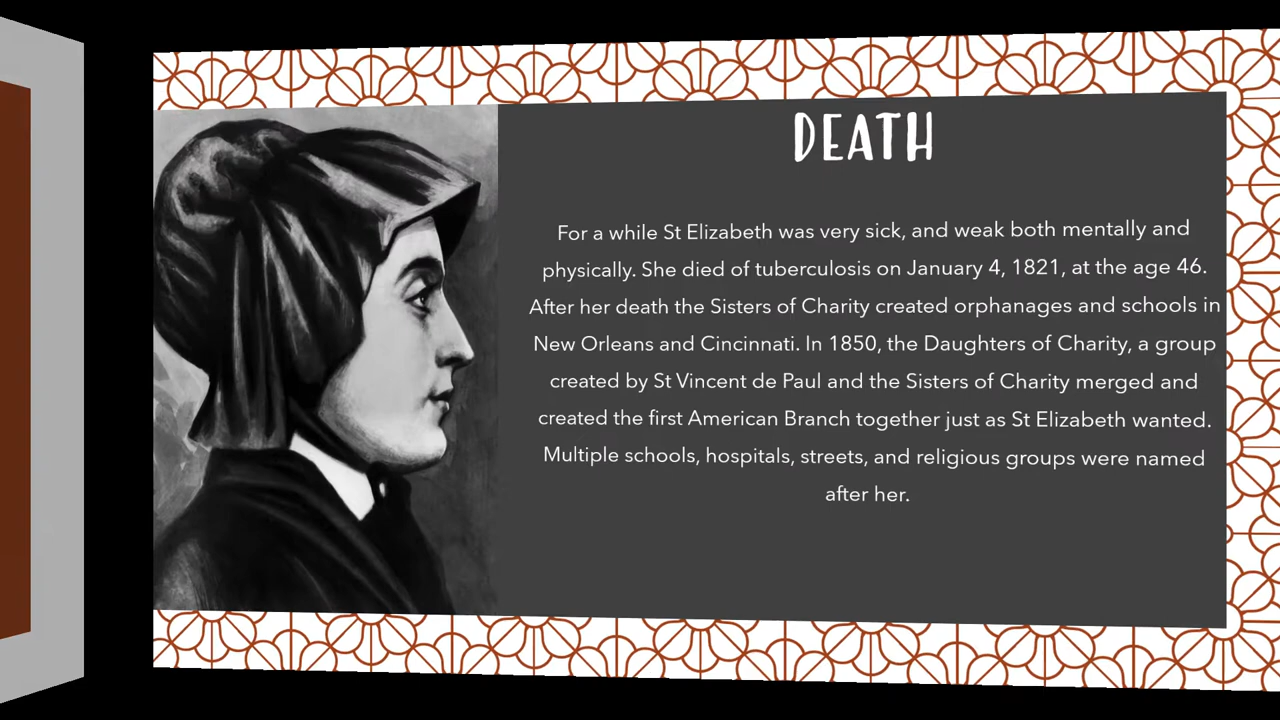 DEATH
For a while St Elizabeth was very sick, and weak both mentally and
physically. She died of tuberculosis on January 4, 1821, at the age 46.
After her death the Sisters of Charity created orphanages and schools in
New Orleans and Cincinnati. In 1850, the Daughters of Charity, a group
created by St Vincent de Paul and the Sisters of Charity merged and
created the first American Branch together just as St Elizabeth wanted.
Multiple schools, hospitals, streets, and religious groups were named
after her.